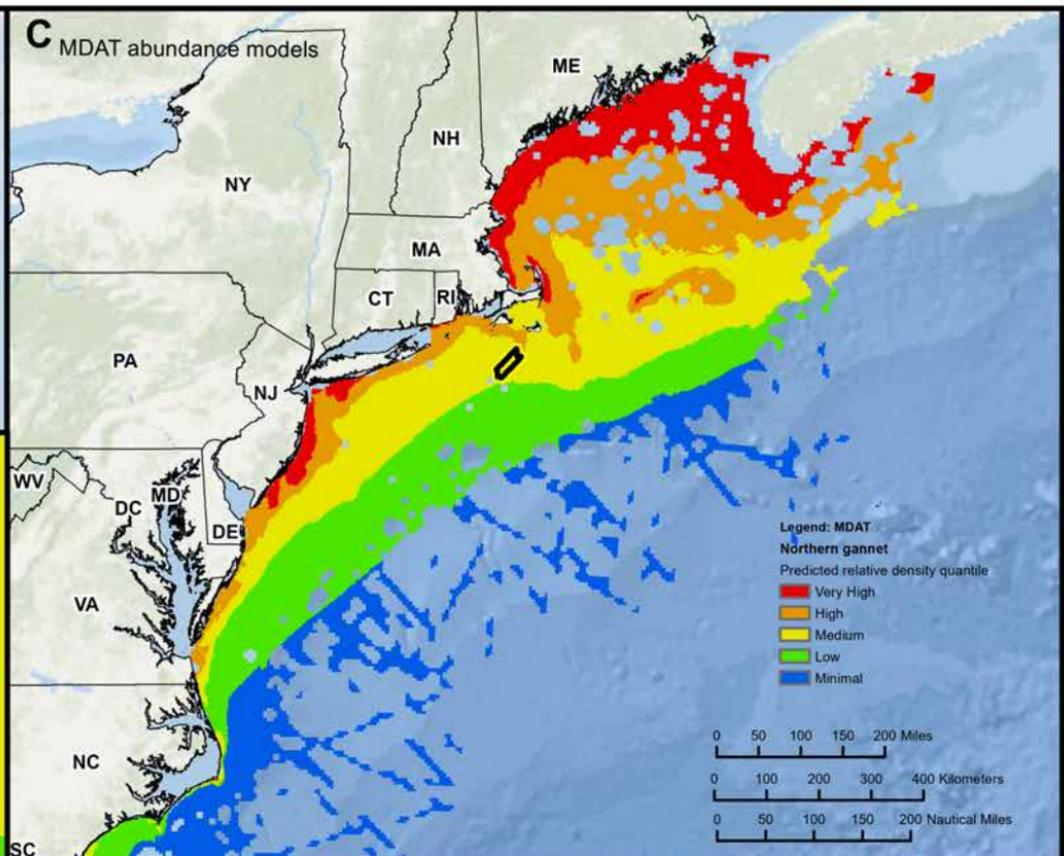 C MDAT abundance models
ME
NH
NY
MA
CT RI
PA
NJ
WV
MD
DC
DE
VA
NC
SC
Legend: MDAT
Northern gannet
Predicted relative density quantile
Very High
High
Medium
Low
Minimal
0 50 100 150 200 Miles
0 100 200 300 400 Kilometers
0 50 100 150 200 Nautical Miles